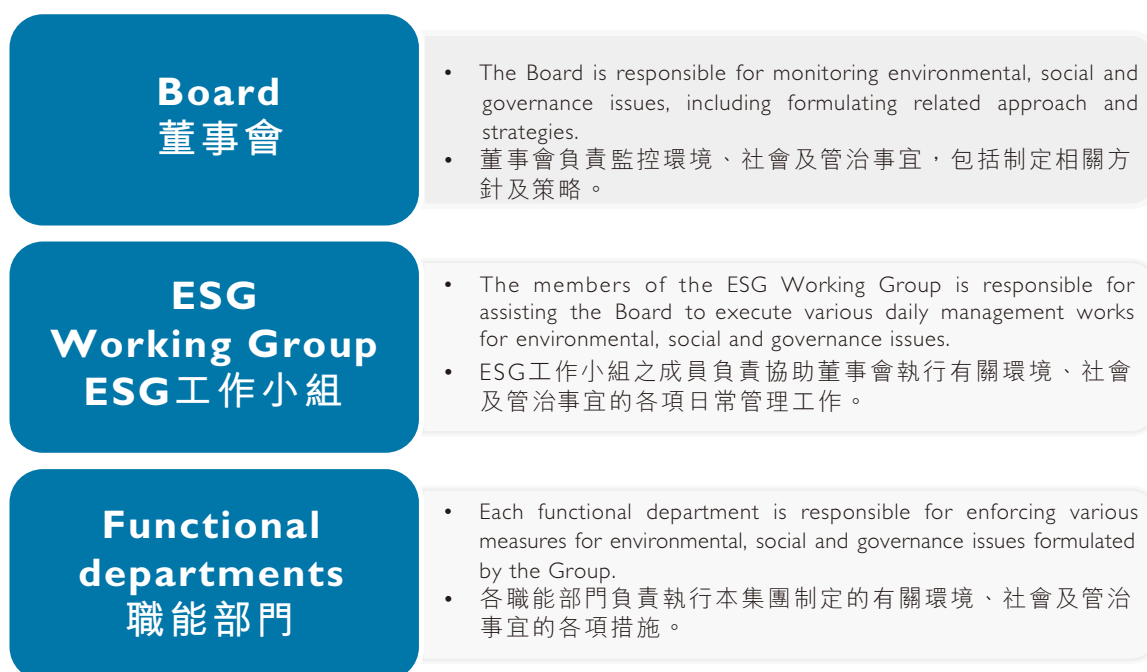 Board
董事會
• The Board is responsible for monitoring environmental, social and
governance issues, including formulating related approach and
strategies.
• 董事會負責監控環境、社會及管治事宜，包括制定相關方
針及策略。
ESG
Working Group
ESG工作小組
• The members of the ESG Working Group is responsible for
assisting the Board to execute various daily management works
for environmental, social and governance issues.
• ESG工作小組之成員負責協助董事會執行有關環境、社會
及管治事宜的各項日常管理工作。
Functional
departments
職能部門
• Each functional department is responsible for enforcing various
measures for environmental, social and governance issues formulated
by the Group.
• 各職能部門負責執行本集團制定的有關環境、社會及管治
事宜的各項措施。